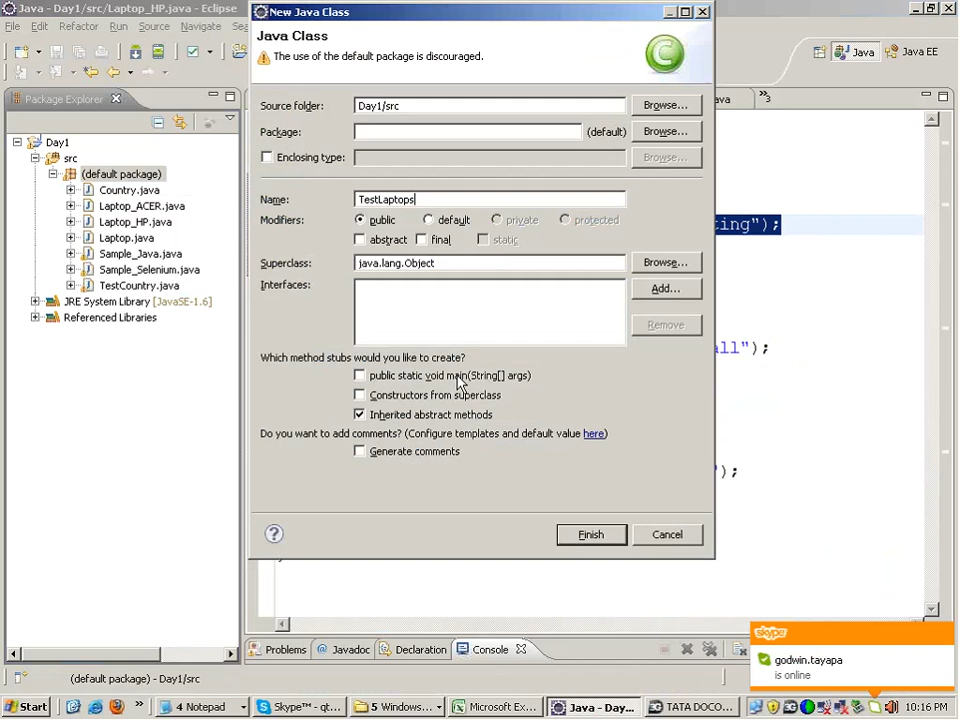 Java - Day1/src/Laptop_HP.java - Eclipse
File Edit Refactor Run Source Navigate
Java
Java EE
Package Explorer
Day1
src
(default package)
Country.java
Laptop_ACER.java
Laptop_HP.java
Laptop.java
Sample_Java.java
Sample_Selenium.java
TestCountry.java
JRE System Library [JavaSE-1.6]
Referenced Libraries
New Java Class
Java Class
The use of the default package is discouraged.
Source folder: Day1/src Browse...
Package: (default) Browse...
Enclosing type: Browse...
Name: TestLaptops
Modifiers: public default private protected
abstract final static
Superclass: java.lang.Object Browse...
Interfaces: Add...
Remove
Which method stubs would you like to create?
public static void main(String[] args)
Constructors from superclass
Inherited abstract methods
Do you want to add comments? (Configure templates and default value here)
Generate comments
Finish Cancel
ava »3
ing");
all");
");
Problems Javadoc Declaration Console
(default package) - Day1/src
skype
godwin.tayapa
is online
Start 4 Notepad Skype™ - qt... 5 Windows... Microsoft Ex... Java - Day... TATA DOCO... 10:16 PM